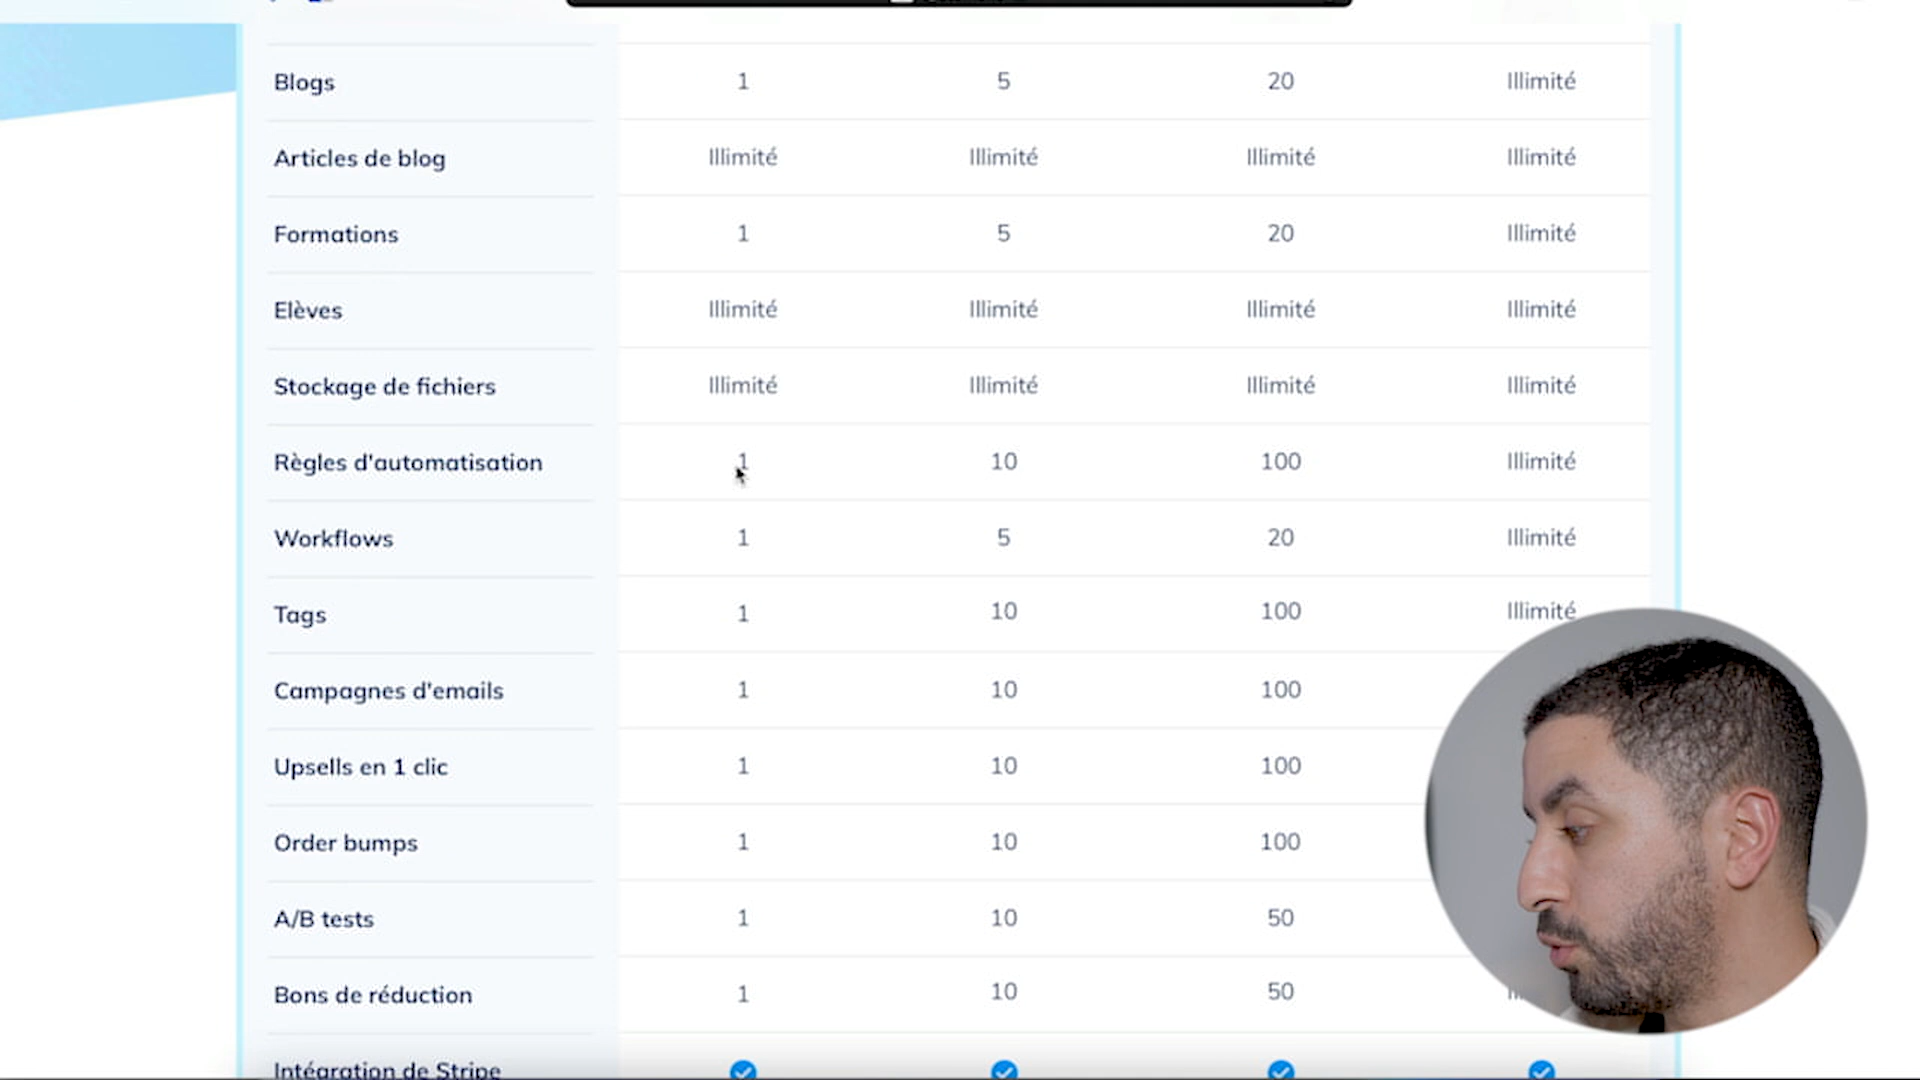 Blogs 1 5 20 Illimité
Articles de blog Illimité Illimité Illimité Illimité
Formations 1 5 20 Illimité
Elèves Illimité Illimité Illimité Illimité
Stockage de fichiers Illimité Illimité Illimité Illimité
Règles d'automatisation 1 10 100 Illimité
Workflows 1 5 20 Illimité
Tags 1 10 100 Illimité
Campagnes d'emails 1 10 100
Upsells en 1 clic 1 10 100
Order bumps 1 10 100
A/B tests 1 10 50
Bons de réduction 1 10 50
Intégration de Stripe